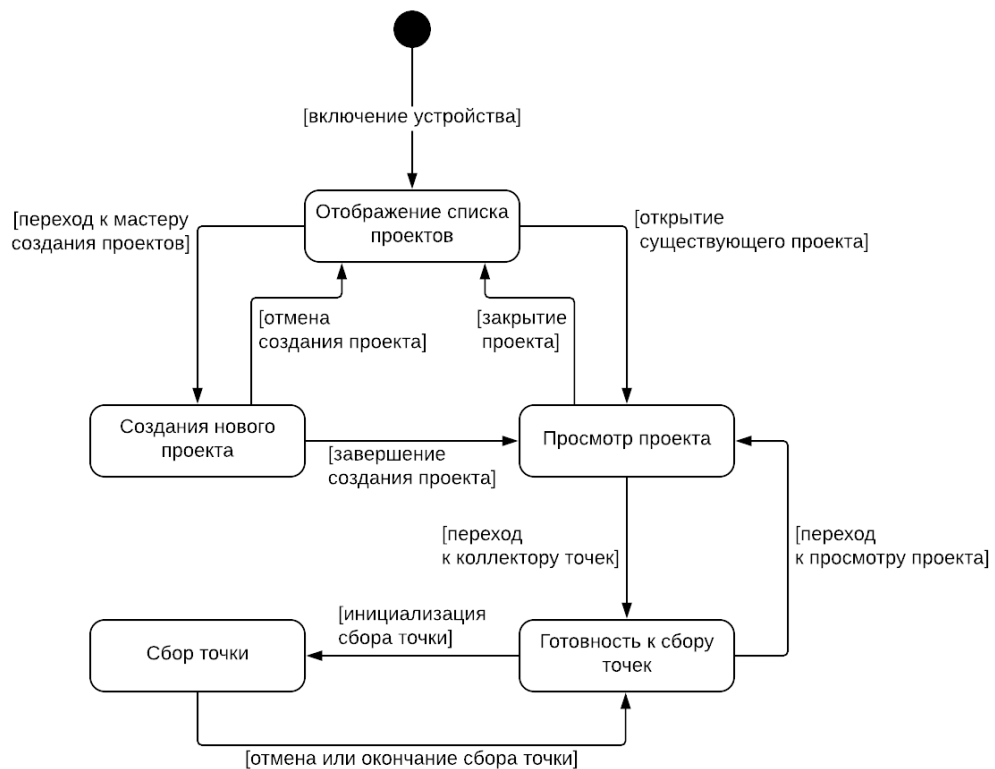 [включение устройства]
Отображение списка
проектов
[переход к мастеру
создания проектов]
[открытие
существующего проекта]
[отмена
создания проекта]
[закрытие
проекта]
Создания нового
проекта
Просмотр проекта
[завершение
создания проекта]
[переход
к коллектору точек]
[переход
к просмотру проекта]
[инициализация
сбора точки]
Сбор точки
Готовность к сбору
точек
[отмена или окончание сбора точки]